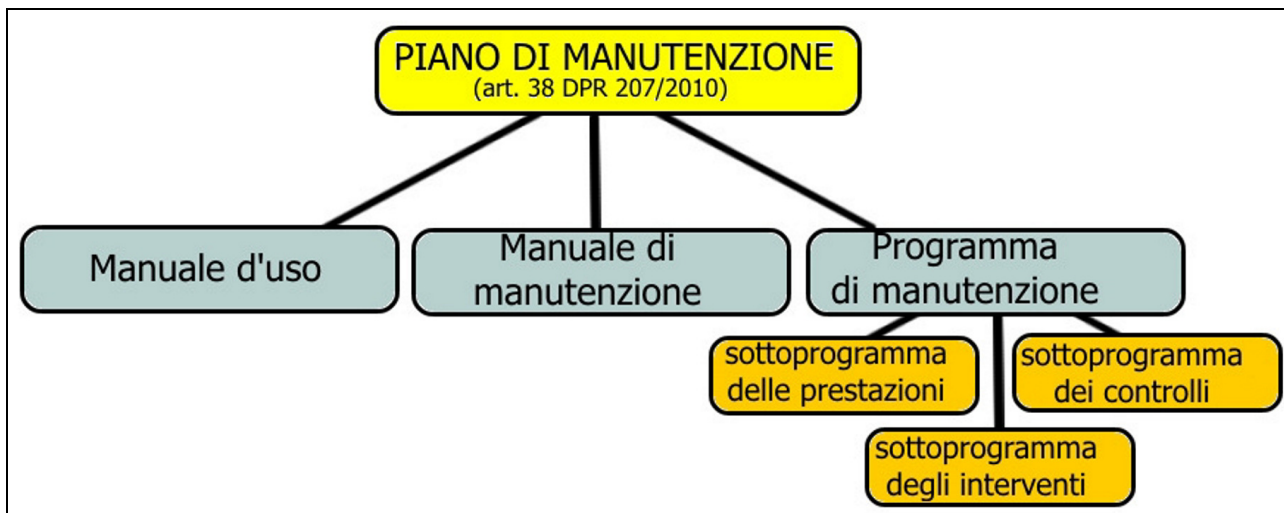 PIANO DI MANUTENZIONE
(art. 38 DPR 207/2010)
Manuale d'uso
Manuale di
manutenzione
Programma
di manutenzione
sottoprogramma
delle prestazioni
sottoprogramma
dei controlli
sottoprogramma
degli interventi